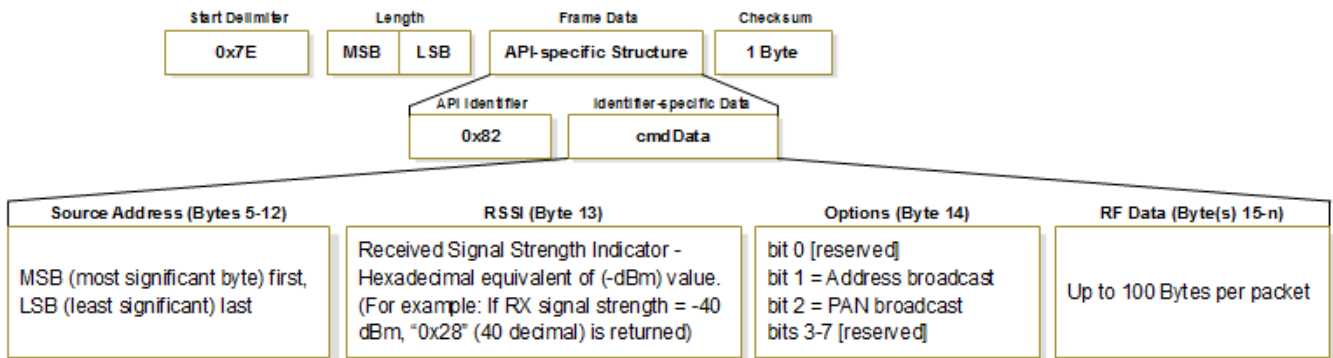 Start Delimiter
Length
Frame Data
Checksum
0x7E
MSB
LSB
API-specific Structure
1 Byte
API Identifier
Identifier-specific Data
0x82
cmdData
Source Address (Bytes 5-12)
RSSI (Byte 13)
Options (Byte 14)
RF Data (Byte(s) 15-n)
MSB (most significant byte) first,
LSB (least significant) last
Received Signal Strength Indicator -
Hexadecimal equivalent of (-dBm) value.
(For example: If RX signal strength = -40
dBm, “0x28” (40 decimal) is returned)
bit 0 [reserved]
bit 1 = Address broadcast
bit 2 = PAN broadcast
bits 3-7 [reserved]
Up to 100 Bytes per packet